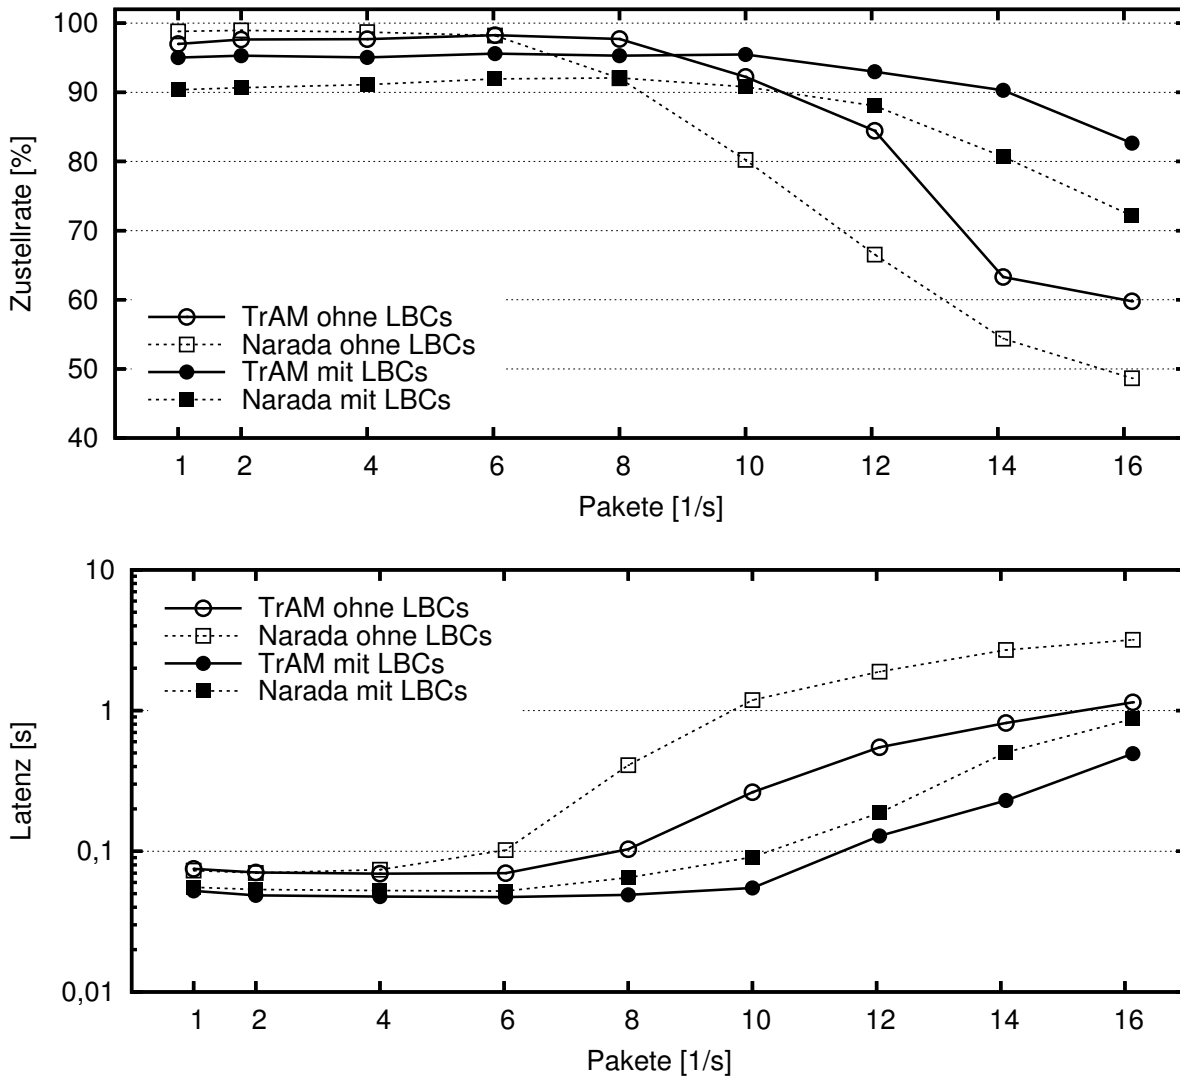 100
90
80
70
60
50
40
Zustellrate [%]
TrAM ohne LBCs
Narada ohne LBCs
TrAM mit LBCs
Narada mit LBCs
1 2 4 6 8 10 12 14 16
Pakete [1/s]
10
1
0,1
0,01
Latenz [s]
TrAM ohne LBCs
Narada ohne LBCs
TrAM mit LBCs
Narada mit LBCs
1 2 4 6 8 10 12 14 16
Pakete [1/s]